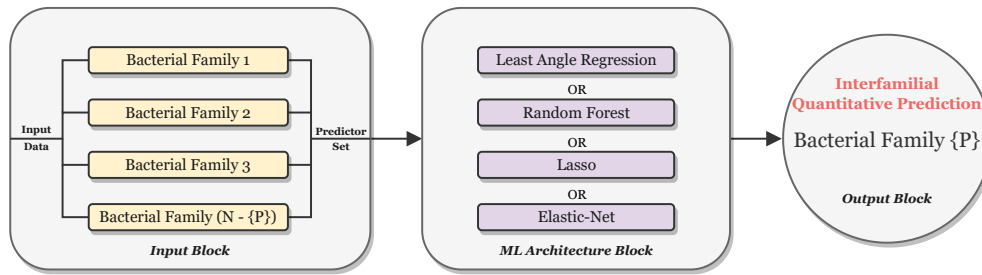 Input
Data
Bacterial Family 1
Bacterial Family 2
Bacterial Family 3
Bacterial Family (N - {P})
Predictor
Set
Input Block
Least Angle Regression
OR
Random Forest
OR
Lasso
OR
Elastic-Net
ML Architecture Block
Interfamilial
Quantitative Prediction
Bacterial Family {P}
Output Block